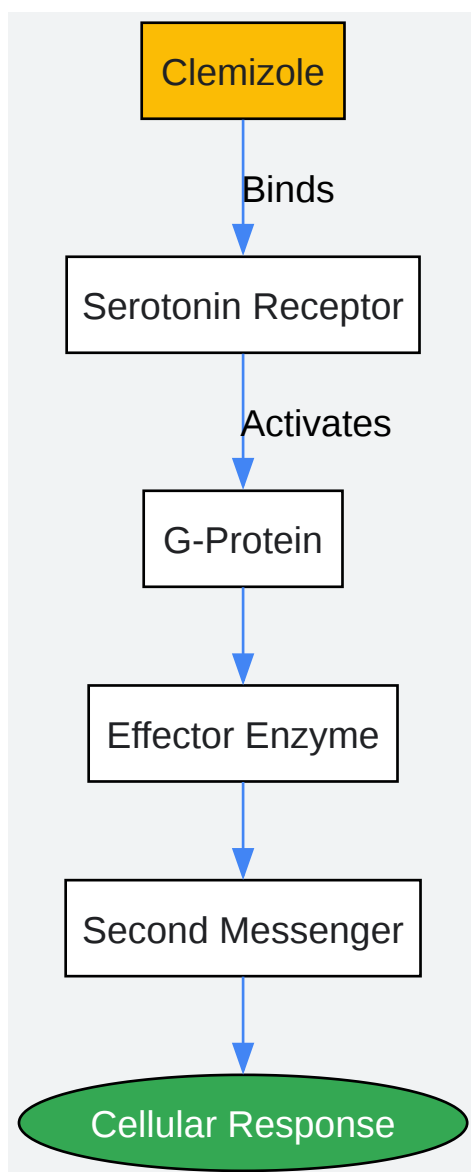 Clemizole
Binds
Serotonin Receptor
Activates
G-Protein
Effector Enzyme
Second Messenger
Cellular Response